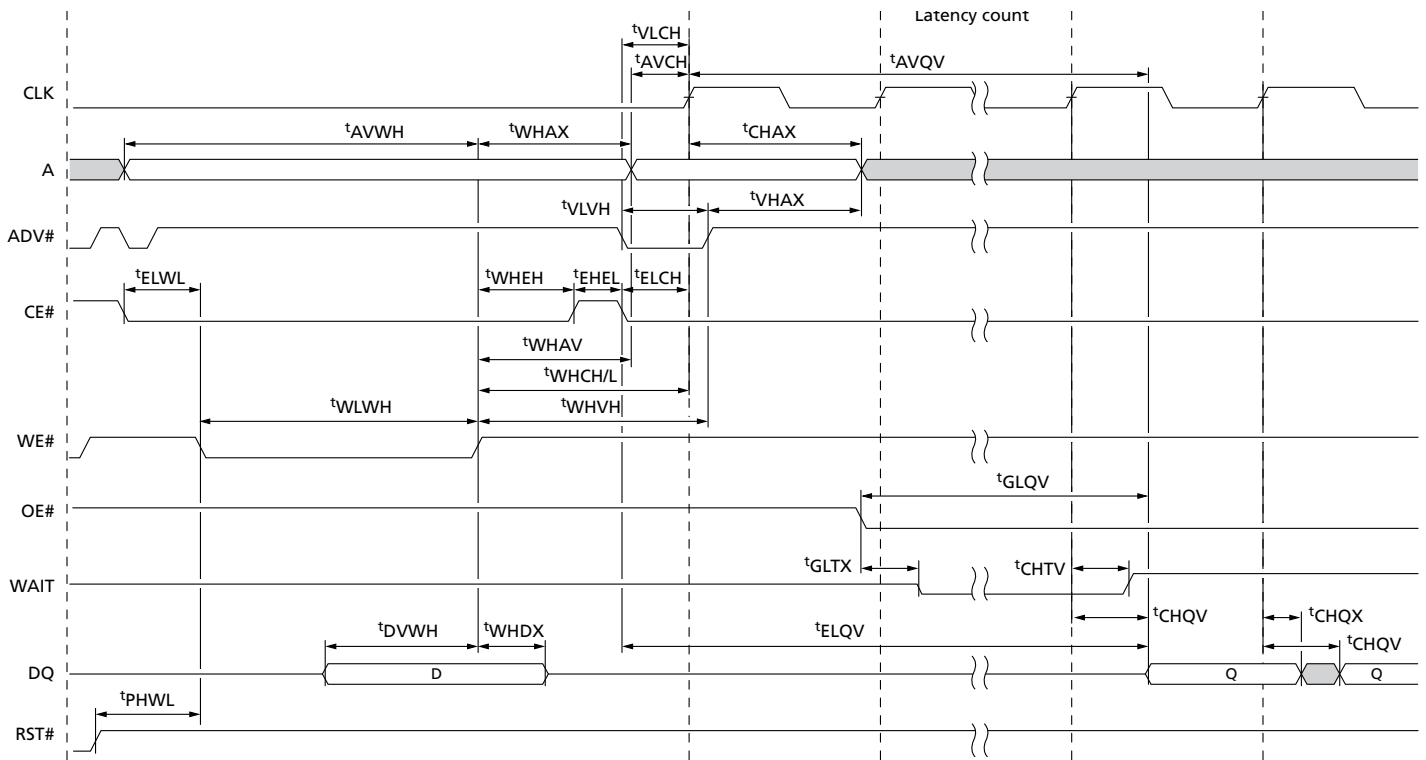 Latency count
tVLCH
tAVCH
tAVQV
CLK
tAVWH
tWHAX
tCHAX
A
tVLVH
tVHAX
ADV#
tELWL
tWHEH
tEHEL
tELCH
CE#
tWHAV
tWHCH/L
tWLWH
tWHVH
WE#
tGLQV
OE#
tGLTX
tCHTV
WAIT
tCHQV
tCHQX
tDVWH
tWHDX
tELQV
tCHQV
DQ
D
Q
Q
tPHWL
RST#